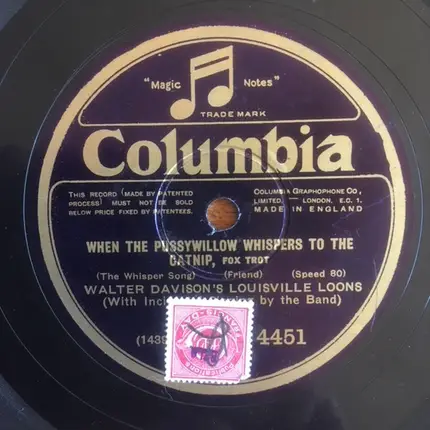 "Magic Notes"
TRADE MARK
Columbia
THIS RECORD (MADE BY PATENTED
PROCESS) MUST NOT BE SOLD
BELOW PRICE FIXED BY PATENTEES.
COLUMBIA GRAPHOPHONE CO,
LIMITED. — LONDON, E.C. 1.
MADE IN ENGLAND
WHEN THE PUSSYWILLOW WHISPERS TO THE
CATNIP, FOX TROT
(The Whisper Song) (Friend) (Speed 80)
WALTER DAVISON'S LOUISVILLE LOONS
(With by the Band)
4451